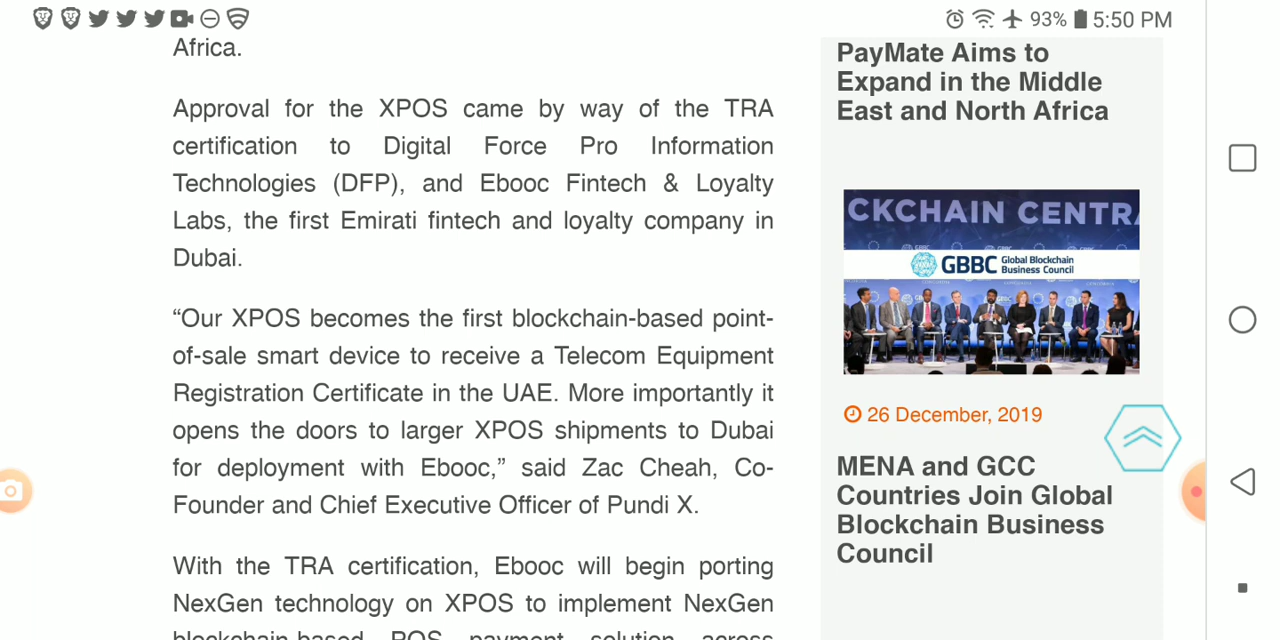 93% 5:50 PM
Africa.
Approval for the XPOS came by way of the TRA
certification to Digital Force Pro Information
Technologies (DFP), and Ebooc Fintech & Loyalty
Labs, the first Emirati fintech and loyalty company in
Dubai.
“Our XPOS becomes the first blockchain-based point-
of-sale smart device to receive a Telecom Equipment
Registration Certificate in the UAE. More importantly it
opens the doors to larger XPOS shipments to Dubai
for deployment with Ebooc,” said Zac Cheah, Co-
Founder and Chief Executive Officer of Pundi X.
With the TRA certification, Ebooc will begin porting
NexGen technology on XPOS to implement NexGen
blockchain-based POS payment solution across
PayMate Aims to
Expand in the Middle
East and North Africa
CKCHAIN CENTRA
GBBC Global Blockchain
Business Council
26 December, 2019
MENA and GCC
Countries Join Global
Blockchain Business
Council